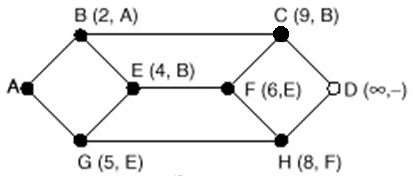 B (2, A)
C (9, B)
E (4, B)
A
F (6,E)
D (∞,-)
G (5, E)
H (8, F)